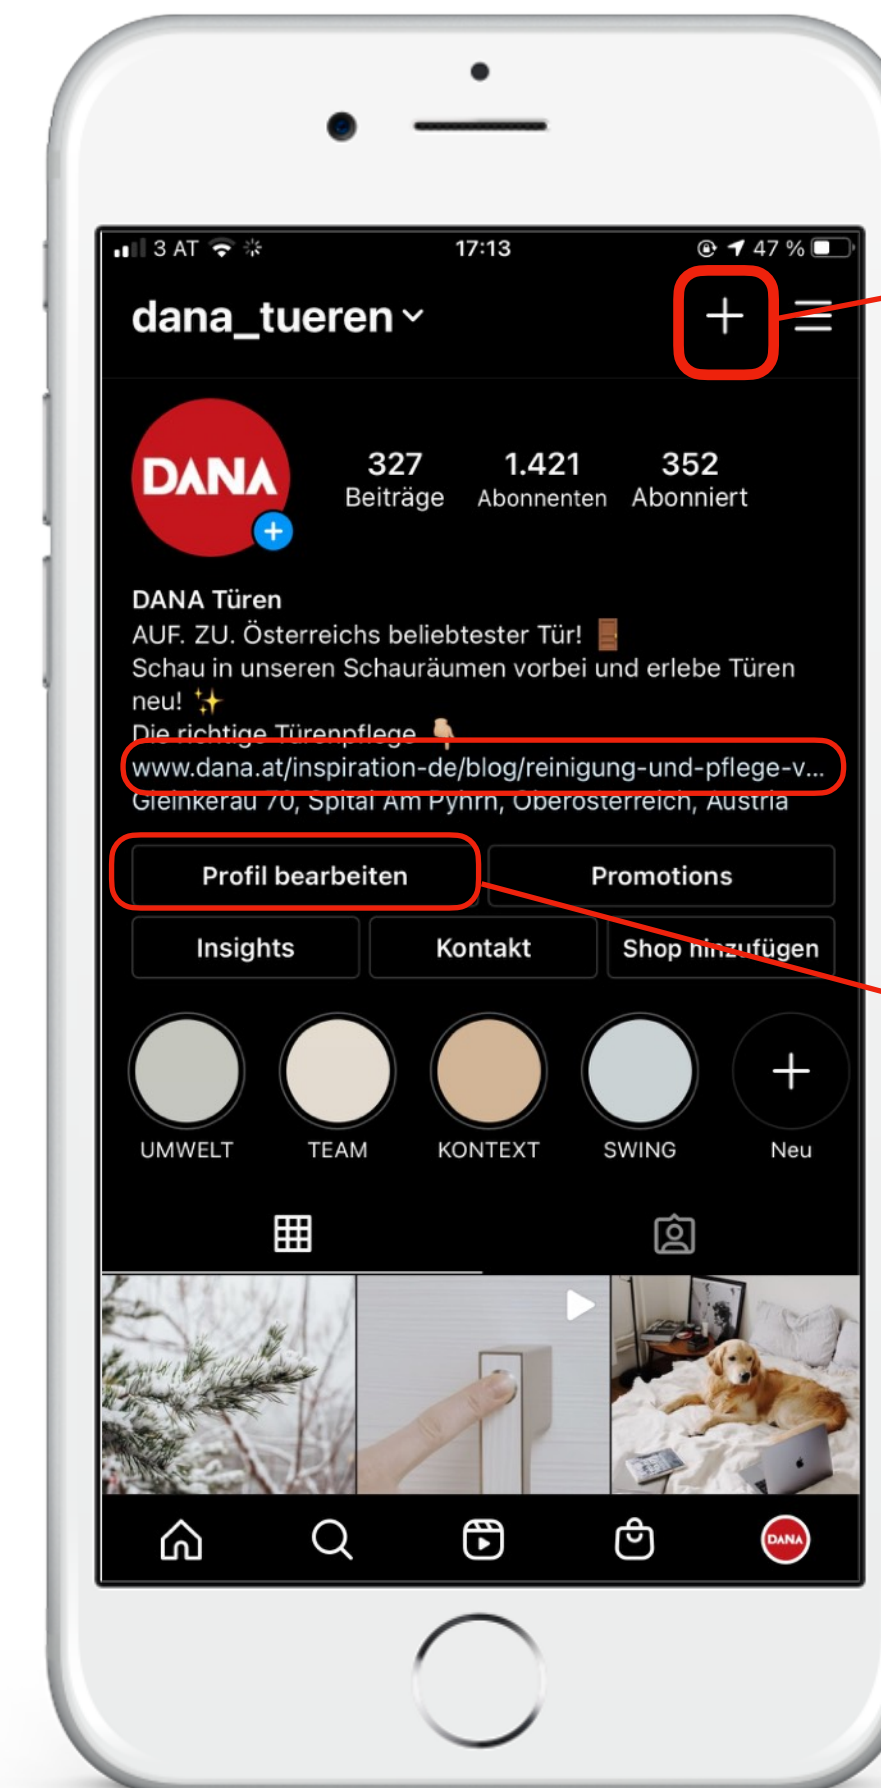 3 AT 17:13 47 %
dana_tueren
DANA
327 1.421 352
Beiträge Abonnenten Abonniert
DANA Türen
AUF. ZU. Österreichs beliebtester Tür! 🚪
Schau in unseren Schauräumen vorbei und erlebe Türen
neu! ✨
Die richtige Türenpflege 👇🏼
www.dana.at/inspiration-de/blog/reinigung-und-pflege-v...
Gleinkerau 70, Spital Am Pyhrn, Oberösterreich, Austria
Profil bearbeiten Promotions
Insights Kontakt Shop hinzufügen
UMWELT TEAM KONTEXT SWING Neu
DANA